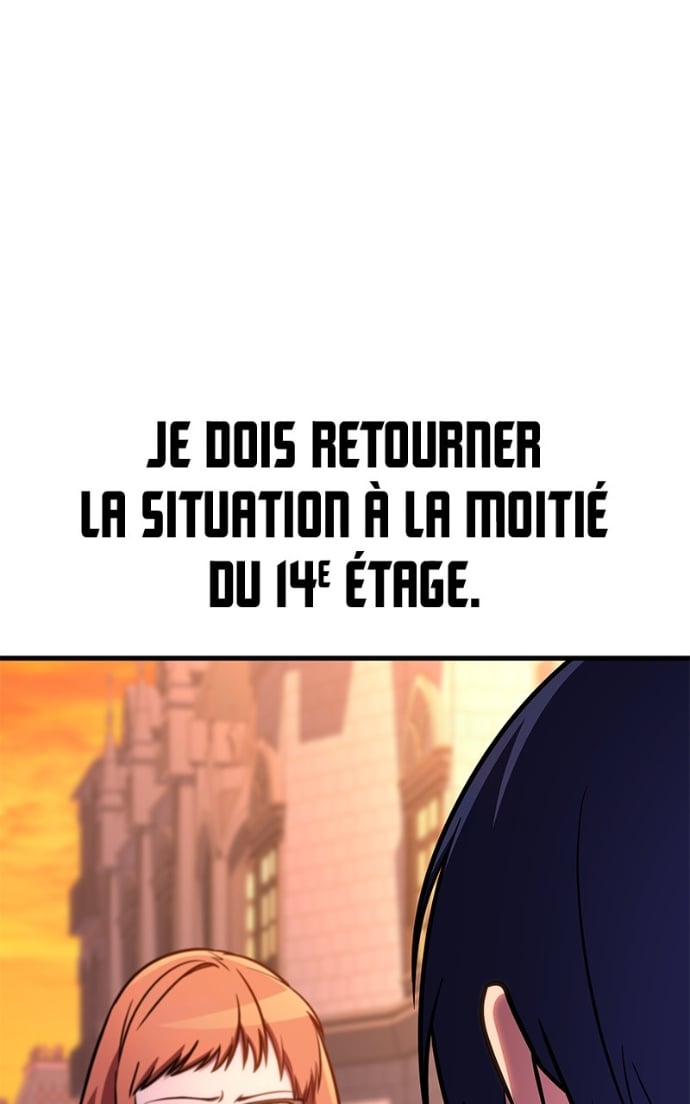 JE DOIS RETOURNER
LA SITUATION À LA MOITIÉ
DU 14E ÉTAGE.